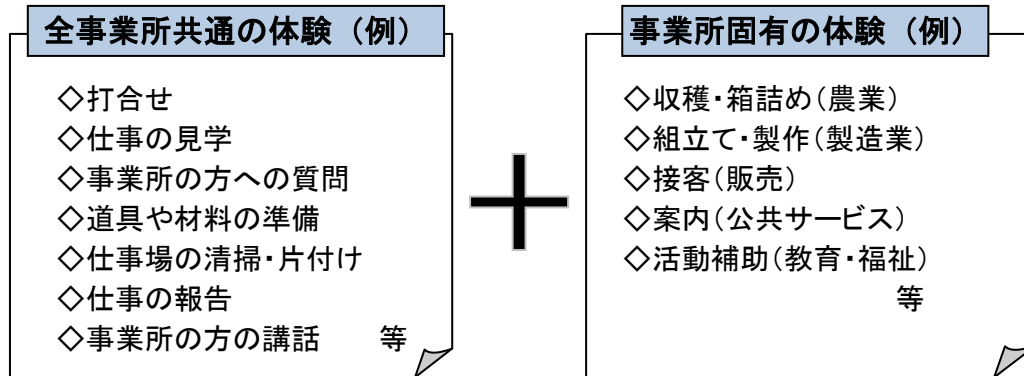 全事業所共通の体験（例）
◇打合せ
◇仕事の見学
◇事業所の方への質問
◇道具や材料の準備
◇仕事場の清掃・片付け
◇仕事の報告
◇事業所の方の講話　等
＋
事業所固有の体験（例）
◇収穫・箱詰め（農業）
◇組立て・製作（製造業）
◇接客（販売）
◇案内（公共サービス）
◇活動補助（教育・福祉）
等